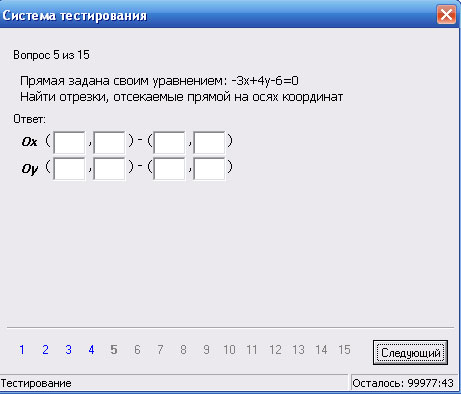 Система тестирования
Вопрос 5 из 15
Прямая задана своим уравнением: -3x+4y-6=0
Найти отрезки, отсекаемые прямой на осях координат
Ответ:
Ox ( , ) - ( , )
Oy ( , ) - ( , )
1 2 3 4 5 6 7 8 9 10 11 12 13 14 15
Следующий
Тестирование
Осталось: 99977:43